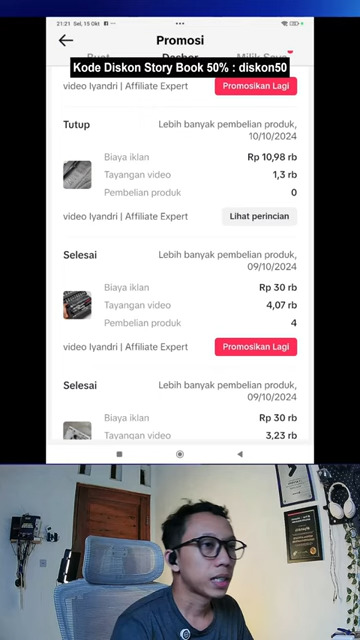 21:21 Sel, 15 Okt
Promosi
Kode Diskon Story Book 50% : diskon50
video Iyandri | Affiliate Expert
Promosikan Lagi
Tutup
Lebih banyak pembelian produk,
10/10/2024
Biaya iklan
Rp 10,98 rb
Tayangan video
1,3 rb
Pembelian produk
0
video Iyandri | Affiliate Expert
Lihat perincian
Selesai
Lebih banyak pembelian produk,
09/10/2024
Biaya iklan
Rp 30 rb
Tayangan video
4,07 rb
Pembelian produk
4
video Iyandri | Affiliate Expert
Promosikan Lagi
Selesai
Lebih banyak pembelian produk,
09/10/2024
Biaya iklan
Rp 30 rb
Tayangan video
3,23 rb